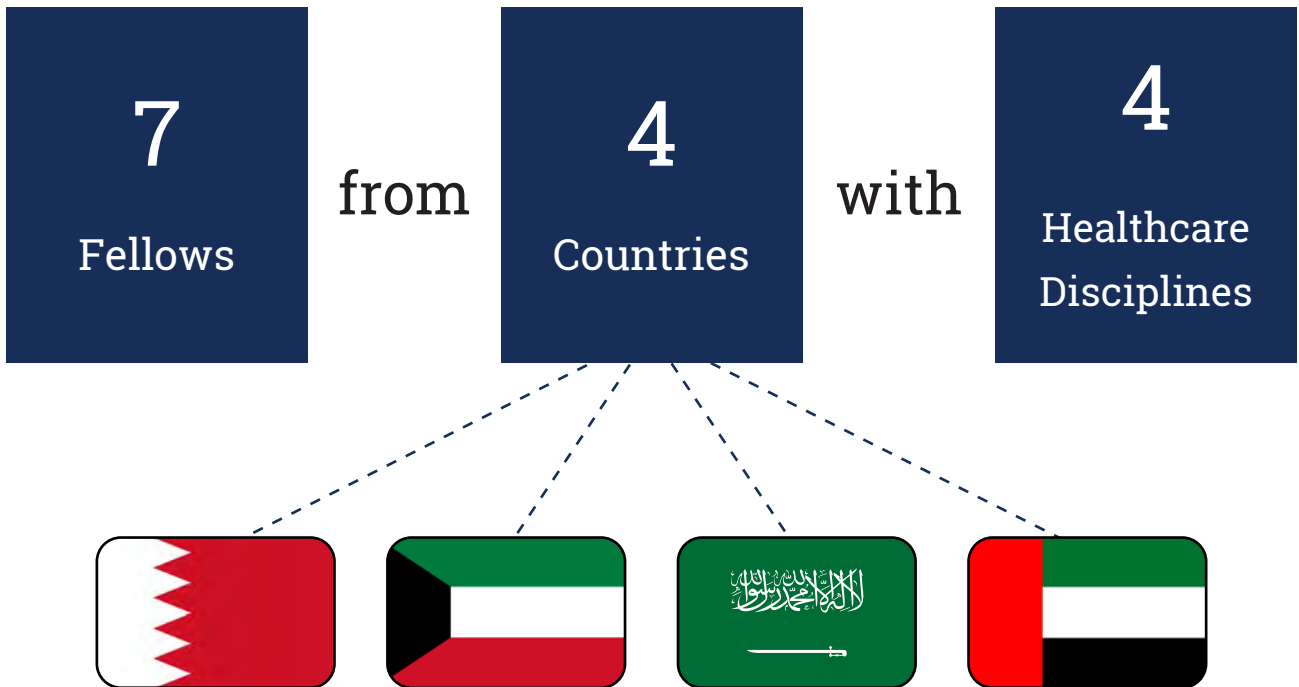 7
Fellows
from
4
Countries
with
4
Healthcare
Disciplines
لا إله إلا الله محمد رسول الله